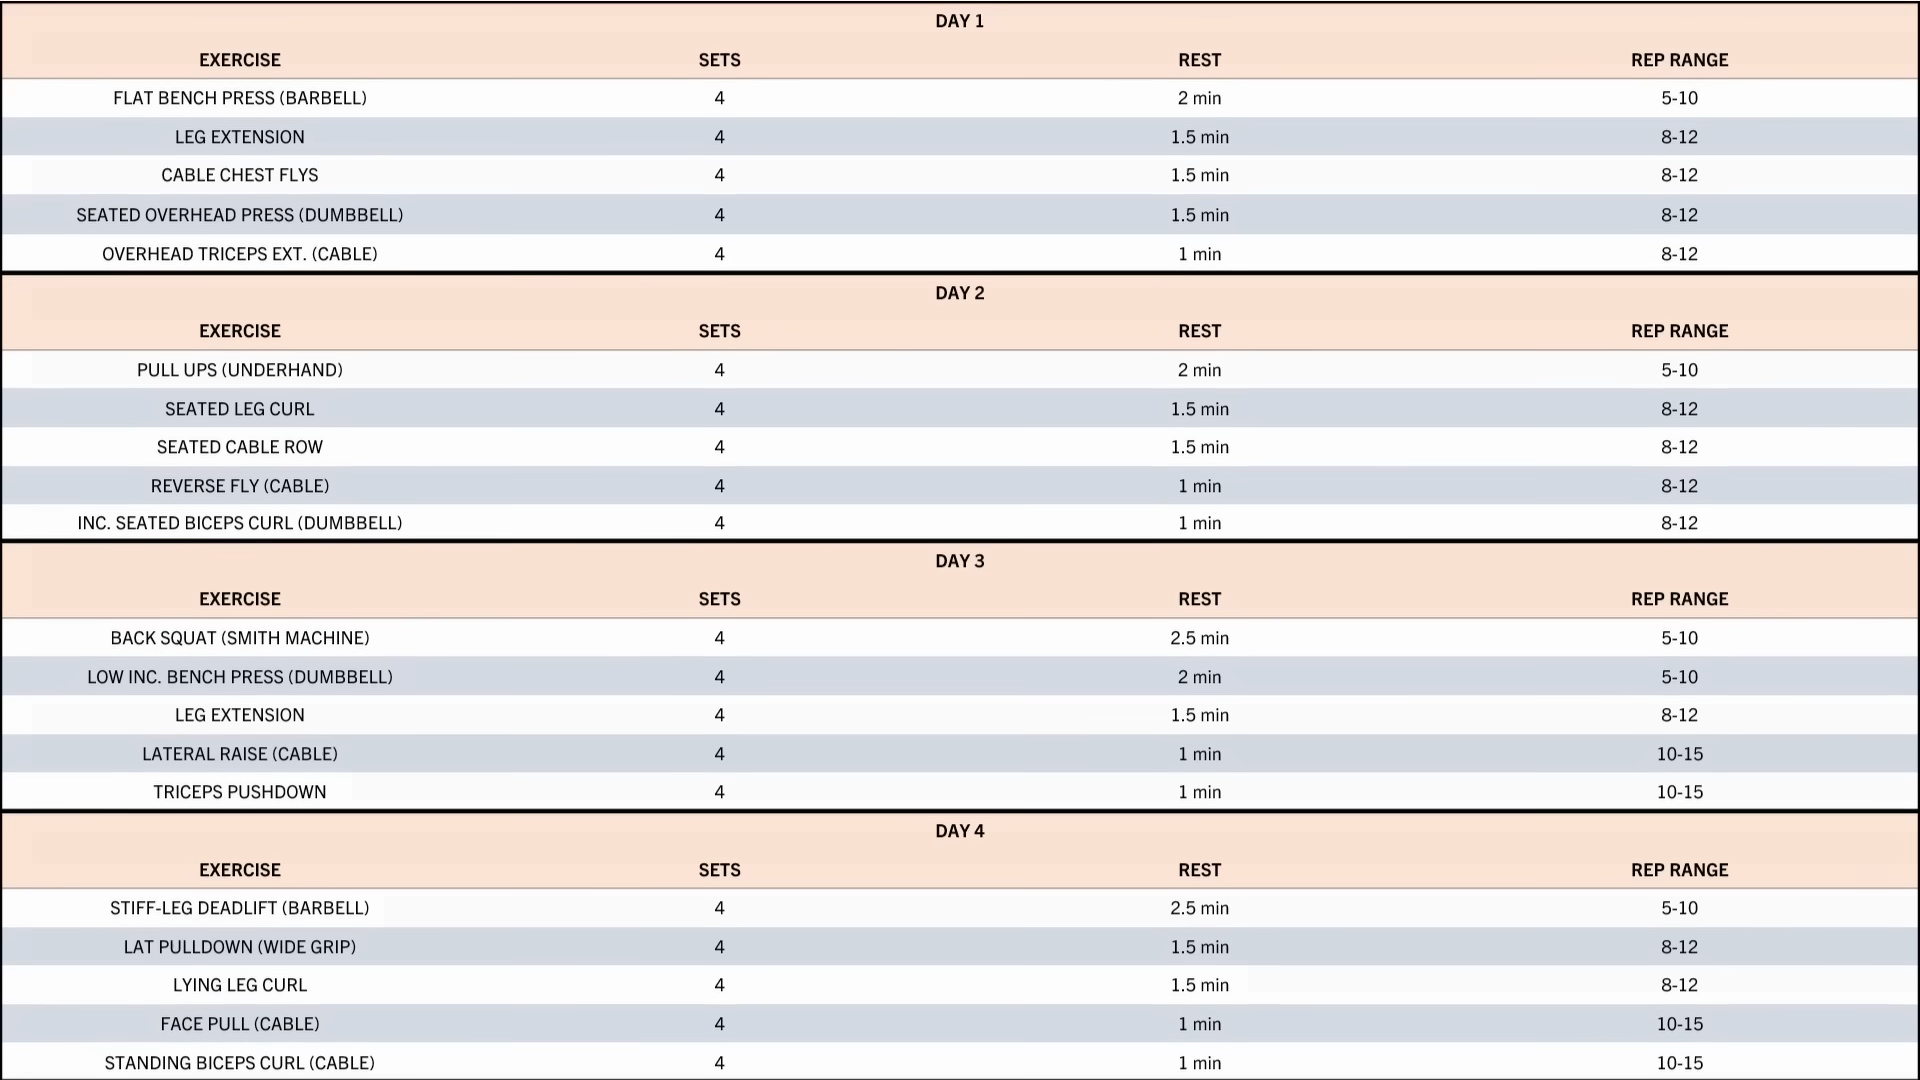 DAY 1
EXERCISE SETS REST REP RANGE
FLAT BENCH PRESS (BARBELL) 4 2 min 5-10
LEG EXTENSION 4 1.5 min 8-12
CABLE CHEST FLYS 4 1.5 min 8-12
SEATED OVERHEAD PRESS (DUMBBELL) 4 1.5 min 8-12
OVERHEAD TRICEPS EXT. (CABLE) 4 1 min 8-12
DAY 2
EXERCISE SETS REST REP RANGE
PULL UPS (UNDERHAND) 4 2 min 5-10
SEATED LEG CURL 4 1.5 min 8-12
SEATED CABLE ROW 4 1.5 min 8-12
REVERSE FLY (CABLE) 4 1 min 8-12
INC. SEATED BICEPS CURL (DUMBBELL) 4 1 min 8-12
DAY 3
EXERCISE SETS REST REP RANGE
BACK SQUAT (SMITH MACHINE) 4 2.5 min 5-10
LOW INC. BENCH PRESS (DUMBBELL) 4 2 min 5-10
LEG EXTENSION 4 1.5 min 8-12
LATERAL RAISE (CABLE) 4 1 min 10-15
TRICEPS PUSHDOWN 4 1 min 10-15
DAY 4
EXERCISE SETS REST REP RANGE
STIFF-LEG DEADLIFT (BARBELL) 4 2.5 min 5-10
LAT PULLDOWN (WIDE GRIP) 4 1.5 min 8-12
LYING LEG CURL 4 1.5 min 8-12
FACE PULL (CABLE) 4 1 min 10-15
STANDING BICEPS CURL (CABLE) 4 1 min 10-15